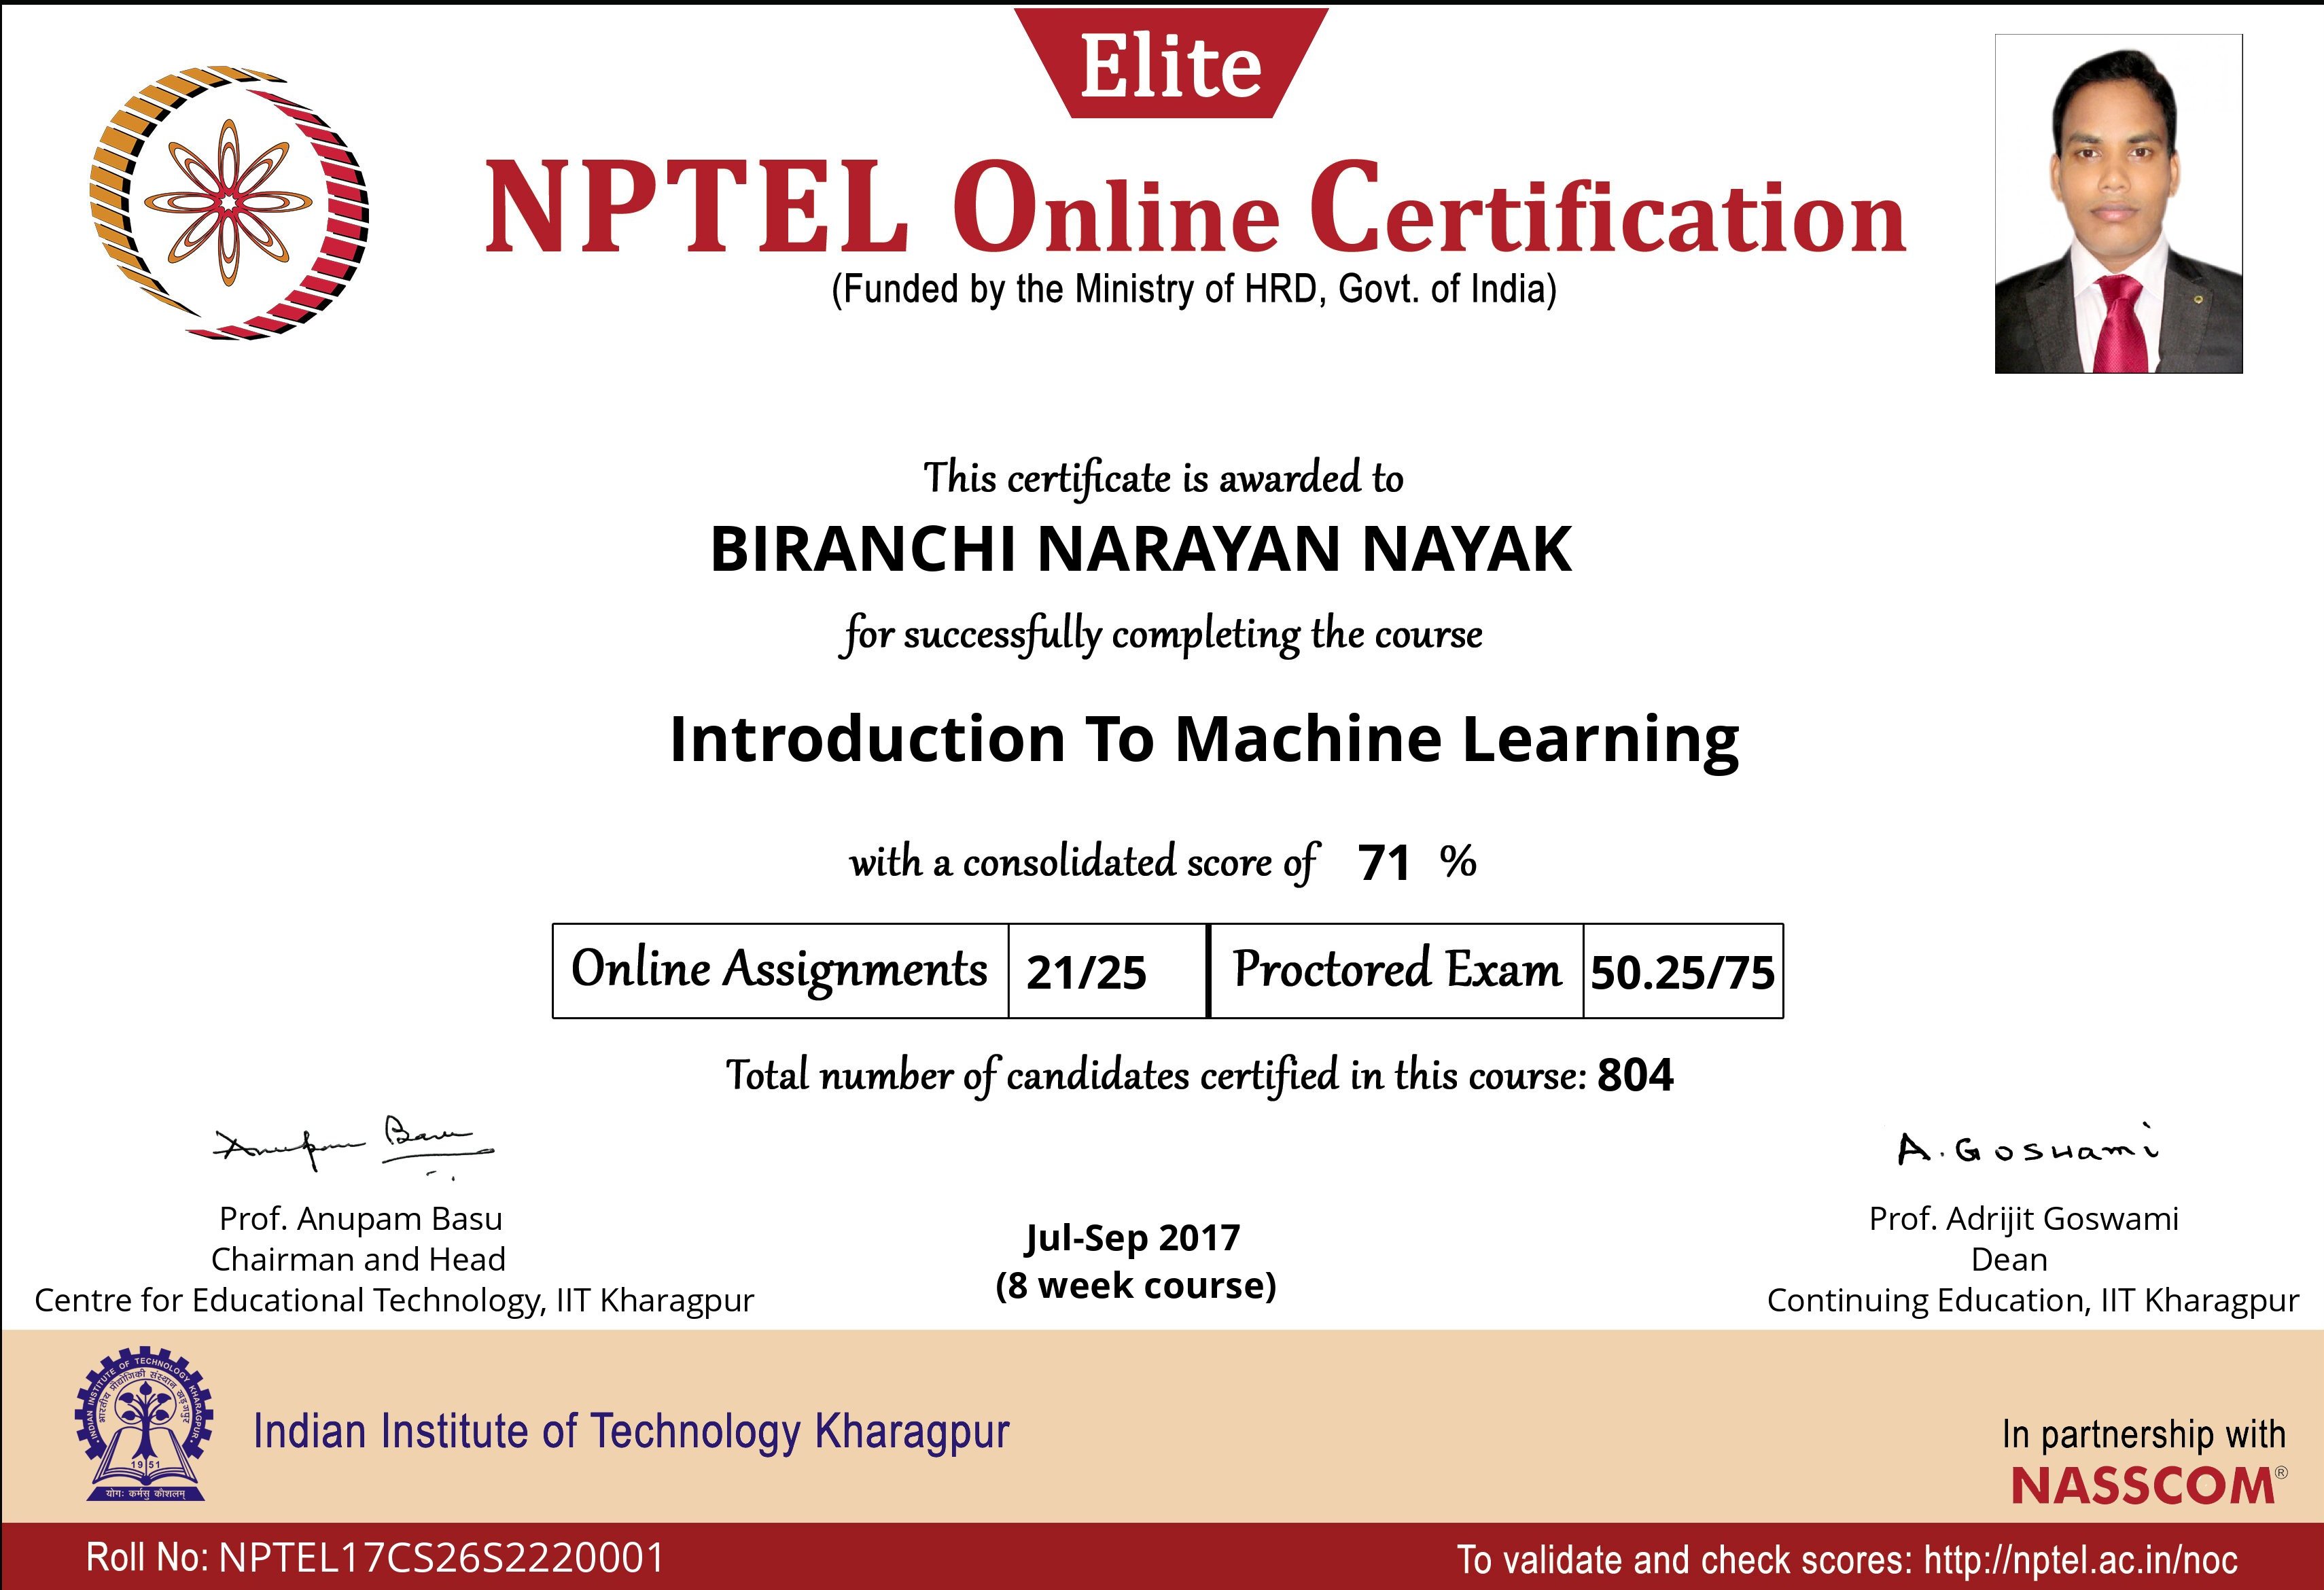 Elite
NPTEL Online Certification
(Funded by the Ministry of HRD, Govt. of India)
This certificate is awarded to
BIRANCHI NARAYAN NAYAK
for successfully completing the course
Introduction To Machine Learning
with a consolidated score of 71 %
Online Assignments 21/25 Proctored Exam 50.25/75
Total number of candidates certified in this course: 804
Anupam Basu
A. Goswami
Prof. Anupam Basu
Chairman and Head
Centre for Educational Technology, IIT Kharagpur
Jul-Sep 2017
(8 week course)
Prof. Adrijit Goswami
Dean
Continuing Education, IIT Kharagpur
INDIAN INSTITUTE OF TECHNOLOGY KHARAGPUR
भारतीय प्रौद्योगिकी संस्थान खड़गपुर
1951
योगः कर्मसु कौशलम्
Indian Institute of Technology Kharagpur
In partnership with
NASSCOM®
Roll No: NPTEL17CS26S2220001
To validate and check scores: http://nptel.ac.in/noc